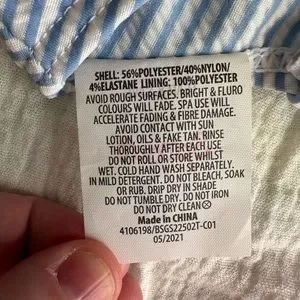 SHELL: 56%POLYESTER/40%NYLON/
4%ELASTANE LINING: 100%POLYESTER
AVOID ROUGH SURFACES. BRIGHT & FLURO
COLOURS WILL FADE. SPA USE WILL
ACCELERATE FADING & FIBRE DAMAGE.
AVOID CONTACT WITH SUN
LOTION, OILS & FAKE TAN. RINSE
THOROUGHLY AFTER EACH USE
DO NOT ROLL OR STORE WHILST
WET. COLD HAND WASH SEPARATELY.
IN MILD DETERGENT. DO NOT BLEACH, SOAK
OR RUB. DRIP DRY IN SHADE
DO NOT TUMBLE DRY. DO NOT IRON
DO NOT DRY CLEAN
Made in CHINA
4106198/BSGS22502T-C01
05/2021